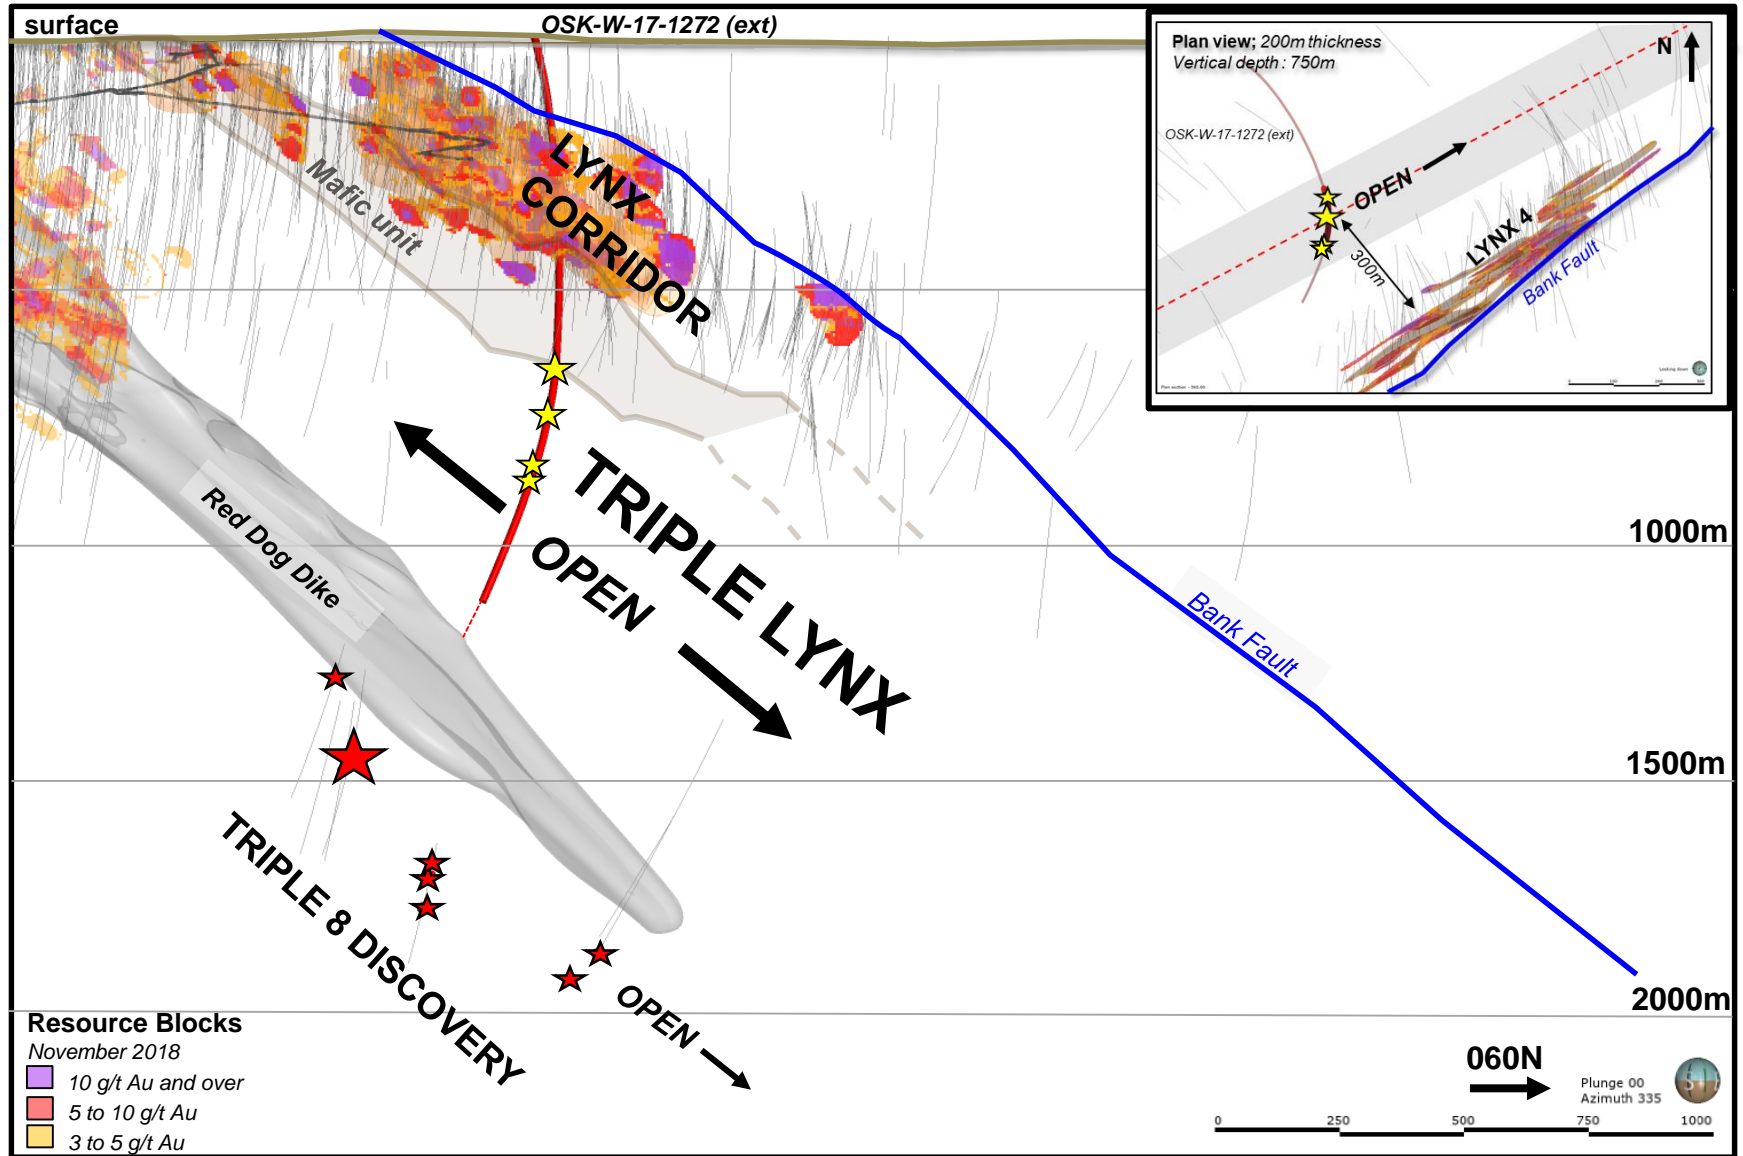 surface
OSK-W-17-1272 (ext)
Plan view; 200m thickness
Vertical depth : 750m
N
OSK-W-17-1272 (ext)
OPEN
300m
LYNX 4
Bank Fault
Looking down
0
LYNX
CORRIDOR
Mafic unit
TRIPLE LYNX
OPEN
Red Dog Dike
1000m
Bank Fault
1500m
TRIPLE 8 DISCOVERY
OPEN
2000m
Resource Blocks
November 2018
10 g/t Au and over
5 to 10 g/t Au
3 to 5 g/t Au
060N
Plunge 00
Azimuth 335
0 250 500 750 1000